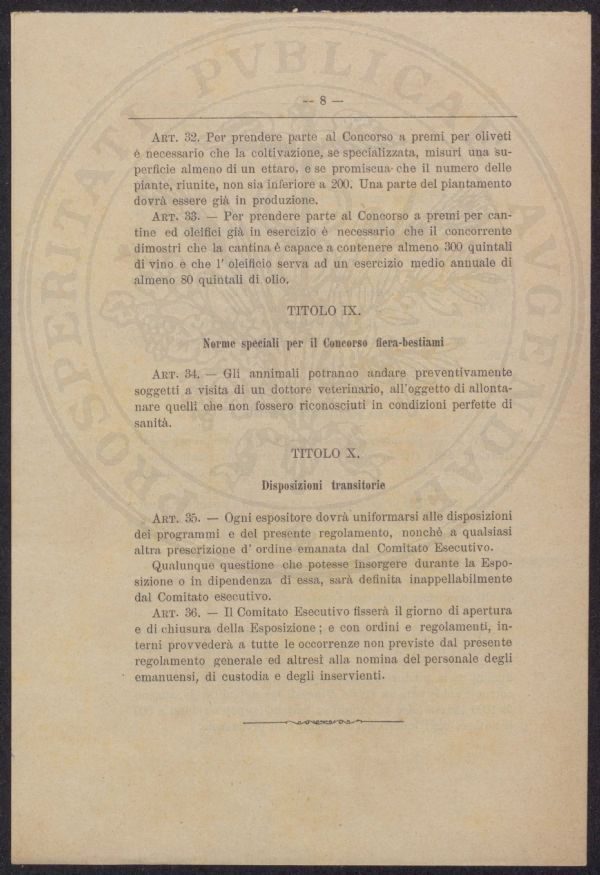 PROSPERITATI PVBLICAE AVGENDAE
— 8 —
ART. 32. Per prendere parte al Concorso a premi per oliveti
é necessario che la coltivazione, se specializzata, misuri una su-
perficie almeno di un ettaro, e se promiscua che il numero delle
piante, riunite, non sia inferiore a 200. Una parte del piantamento
dovrà essere già in produzione.
ART. 33. — Per prendere parte al Concorso a premi per can-
tine ed oleifici già in esercizio è necessario che il concorrente
dimostri che la cantina é capace a contenere almeno 300 quintali
di vino e che l' oleificio serva ad un esercizio medio annuale di
almeno 80 quintali di olio.
TITOLO IX.
Norme speciali per il Concorso fiera-bestiami
ART. 34. — Gli annimali potranno andare preventivamente
soggetti a visita di un dottore veterinario, all'oggetto di allonta-
nare quelli che non fossero riconosciuti in condizioni perfette di
sanità.
TITOLO X.
Disposizioni transitorie
ART. 35. — Ogni espositore dovrà uniformarsi alle disposizioni
dei programmi e del presente regolamento, nonché a qualsiasi
altra prescrizione d' ordine emanata dal Comitato Esecutivo.
Qualunque questione che potesse insorgere durante la Espo-
sizione o in dipendenza di essa, sarà definita inappellabilmente
dal Comitato esecutivo.
ART. 36. — Il Comitato Esecutivo fisserà il giorno di apertura
e di chiusura della Esposizione ; e con ordini e regolamenti, in-
terni provvederà a tutte le occorrenze non previste dal presente
regolamento generale ed altresì alla nomina del personale degli
emanuensi, di custodia e degli inservienti.